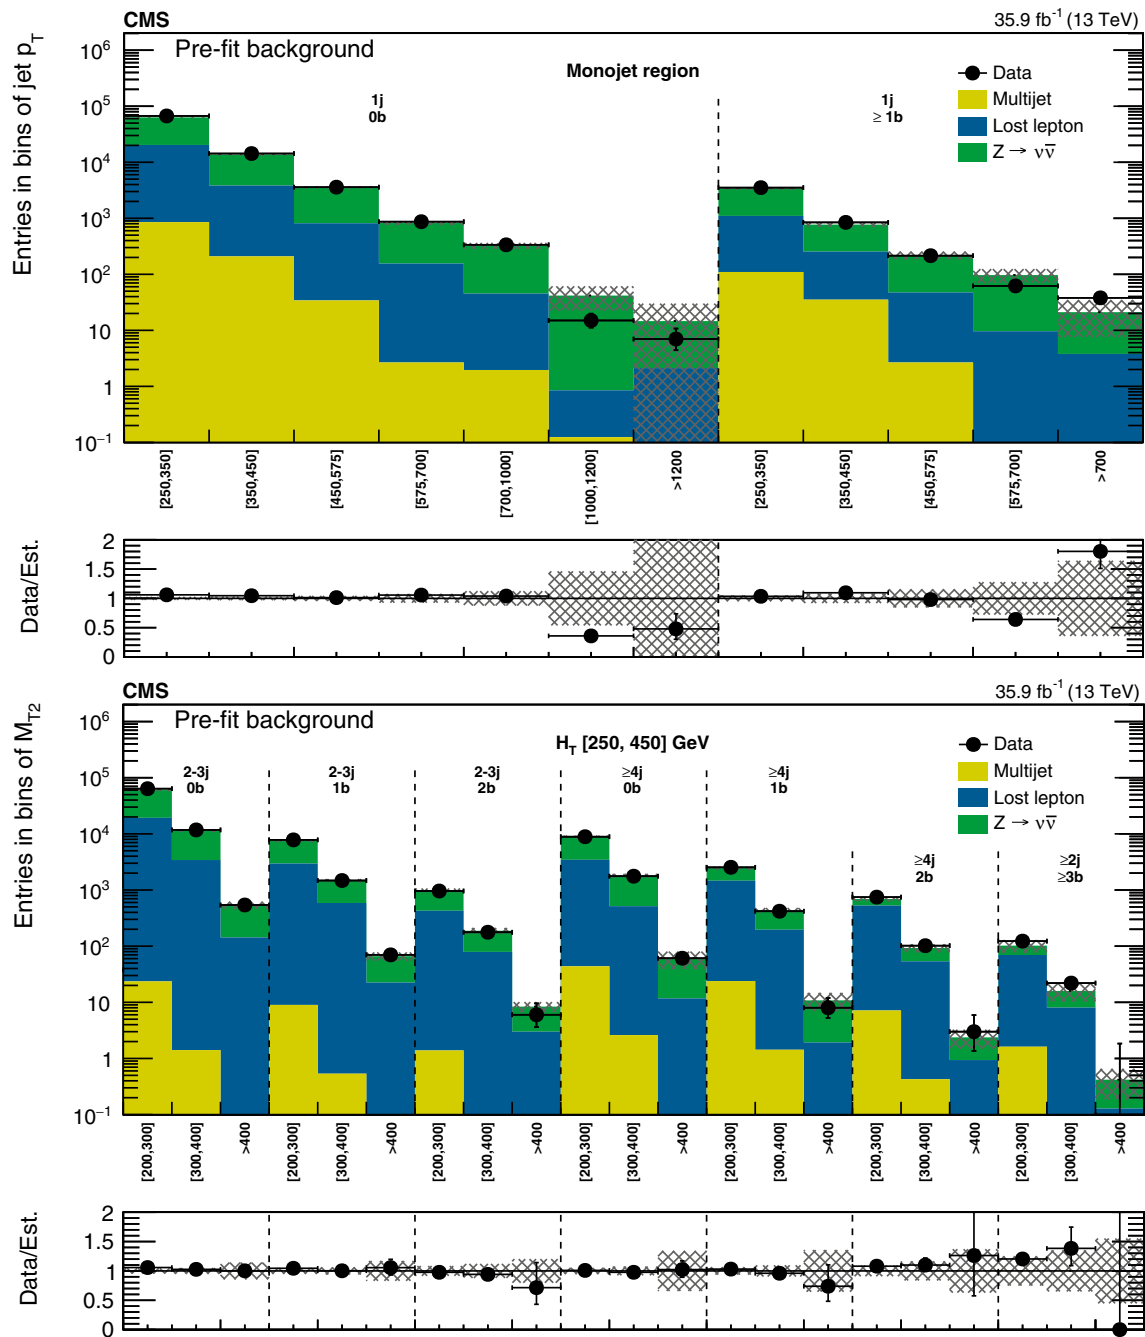 CMS
35.9 fb⁻¹ (13 TeV)
Entries in bins of jet p_T
Pre-fit background
Monojet region
1j
0b
1j
≥ 1b
Data
Multijet
Lost lepton
Z → νν̅
10⁶
10⁵
10⁴
10³
10²
10
1
10⁻¹
[250,350]
[350,450]
[450,575]
[575,700]
[700,1000]
[1000,1200]
>1200
[250,350]
[350,450]
[450,575]
[575,700]
>700
Data/Est.
2
1.5
1
0.5
0
CMS
35.9 fb⁻¹ (13 TeV)
Entries in bins of M_T2
Pre-fit background
H_T [250, 450] GeV
2-3j
0b
2-3j
1b
2-3j
2b
≥4j
0b
≥4j
1b
≥4j
2b
≥2j
≥3b
Data
Multijet
Lost lepton
Z → νν̅
10⁶
10⁵
10⁴
10³
10²
10
1
10⁻¹
[200,300]
[300,400]
>400
[200,300]
[300,400]
>400
[200,300]
[300,400]
>400
[200,300]
[300,400]
>400
[200,300]
[300,400]
>400
[200,300]
[300,400]
>400
[200,300]
[300,400]
>400
Data/Est.
2
1.5
1
0.5
0